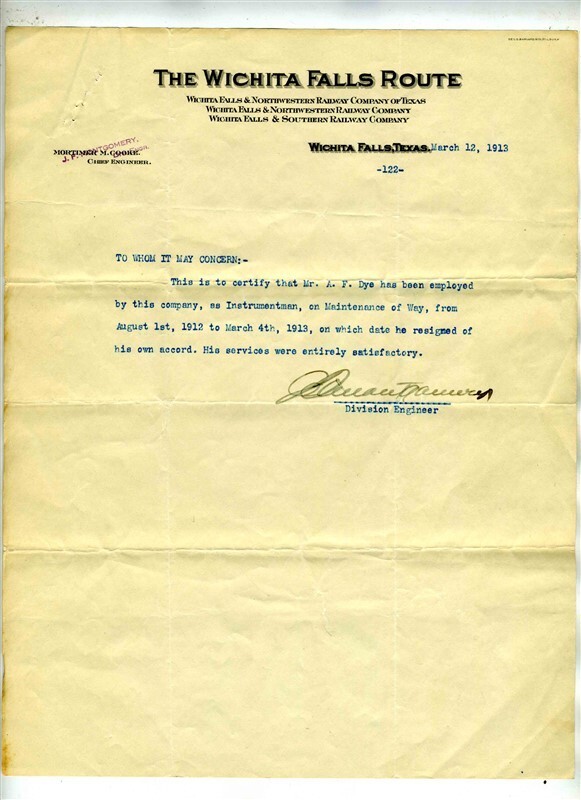 THE WICHITA FALLS ROUTE
WICHITA FALLS & NORTHWESTERN RAILWAY COMPANY OF TEXAS
WICHITA FALLS & NORTHWESTERN RAILWAY COMPANY
WICHITA FALLS & SOUTHERN RAILWAY COMPANY
WICHITA FALLS, TEXAS. March 12, 1913
-122-
MORTIMER M. COOKE.
CHIEF ENGINEER.
MONTGOMERY,
TO WHOM IT MAY CONCERN:-
This is to certify that Mr. A. F. Dye has been employed
by this company, as Instrumentman, on Maintenance of Way, from
August 1st, 1912 to March 4th, 1913, on which date he resigned of
his own accord. His services were entirely satisfactory.
Division Engineer